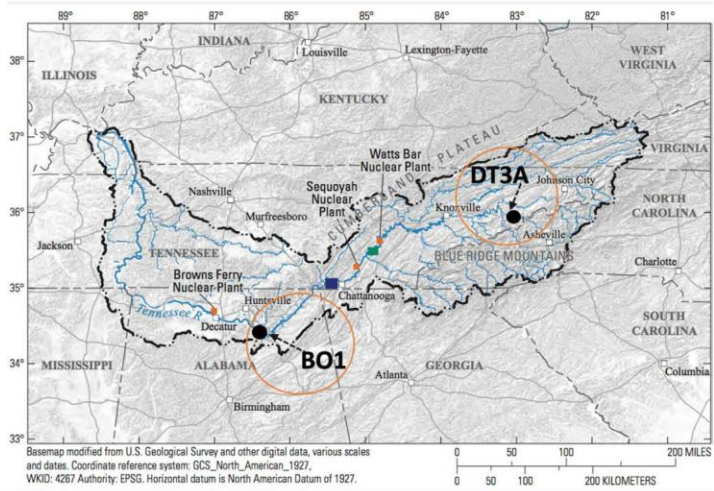 89° 88° 87° 86° 85° 84° 83° 82° 81°
INDIANA
Louisville
Lexington-Fayette
WEST
VIRGINIA
38°
ILLINOIS
KENTUCKY
37°
CUMBERLAND PLATEAU
Watts Bar
Nuclear Plant
VIRGINIA
DT3A
Johnson City
Sequoyah
Nuclear
Plant
Nashville
NORTH
CAROLINA
36°
Murfreesboro
Knoxville
Asheville
Jackson
TENNESSEE
BLUE RIDGE MOUNTAINS
Charlotte
Browns Ferry
Nuclear Plant
35°
Huntsville
Chattanooga
Tennessee R
Decatur
SOUTH
CAROLINA
34°
BO1
MISSISSIPPI
ALABAMA
GEORGIA
Atlanta
Columbia
Birmingham
33°
Basemap modified from U.S. Geological Survey and other digital data, various scales
and dates. Coordinate reference system: GCS_North_American_1927,
WKID: 4267 Authority: EPSG. Horizontal datum is North American Datum of 1927.
0 50 100 200 MILES
0 50 100 200 KILOMETERS